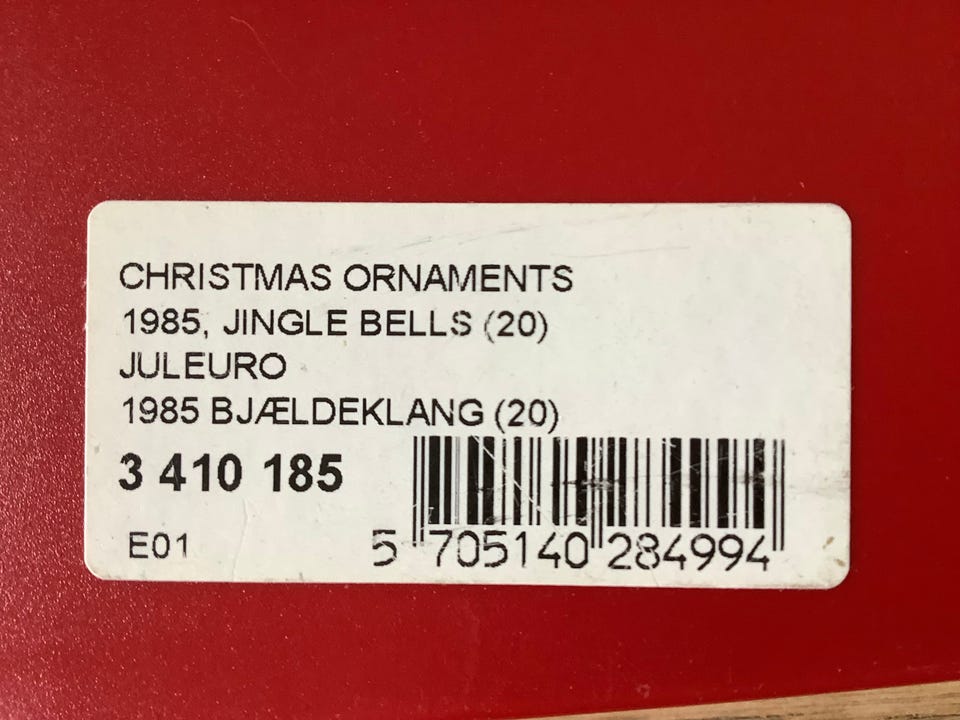 CHRISTMAS ORNAMENTS
1985, JINGLE BELLS (20)
JULEURO
1985 BJÆLDEKLANG (20)
3 410 185
E01
5 705140 284994